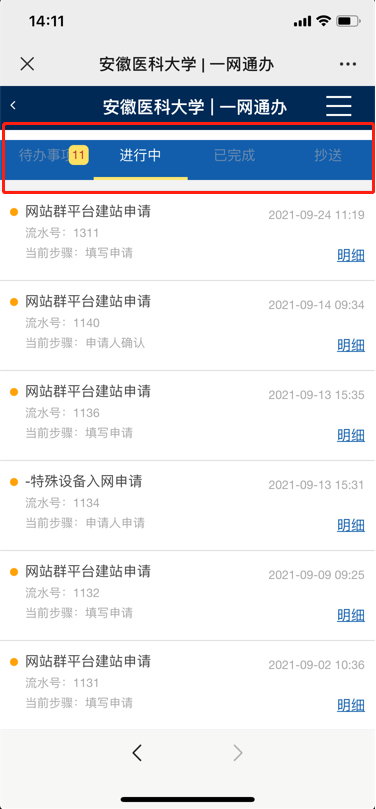 14:11
安徽医科大学 | 一网通办
安徽医科大学 | 一网通办
待办事项 11 进行中 已完成 抄送
网站群平台建站申请 2021-09-24 11:19
流水号：1311
当前步骤：填写申请 明细
网站群平台建站申请 2021-09-14 09:34
流水号：1140
当前步骤：申请人确认 明细
网站群平台建站申请 2021-09-13 15:35
流水号：1136
当前步骤：填写申请 明细
-特殊设备入网申请 2021-09-13 15:31
流水号：1134
当前步骤：申请人申请 明细
网站群平台建站申请 2021-09-09 09:25
流水号：1132
当前步骤：填写申请 明细
网站群平台建站申请 2021-09-02 10:36
流水号：1131
当前步骤：填写申请 明细